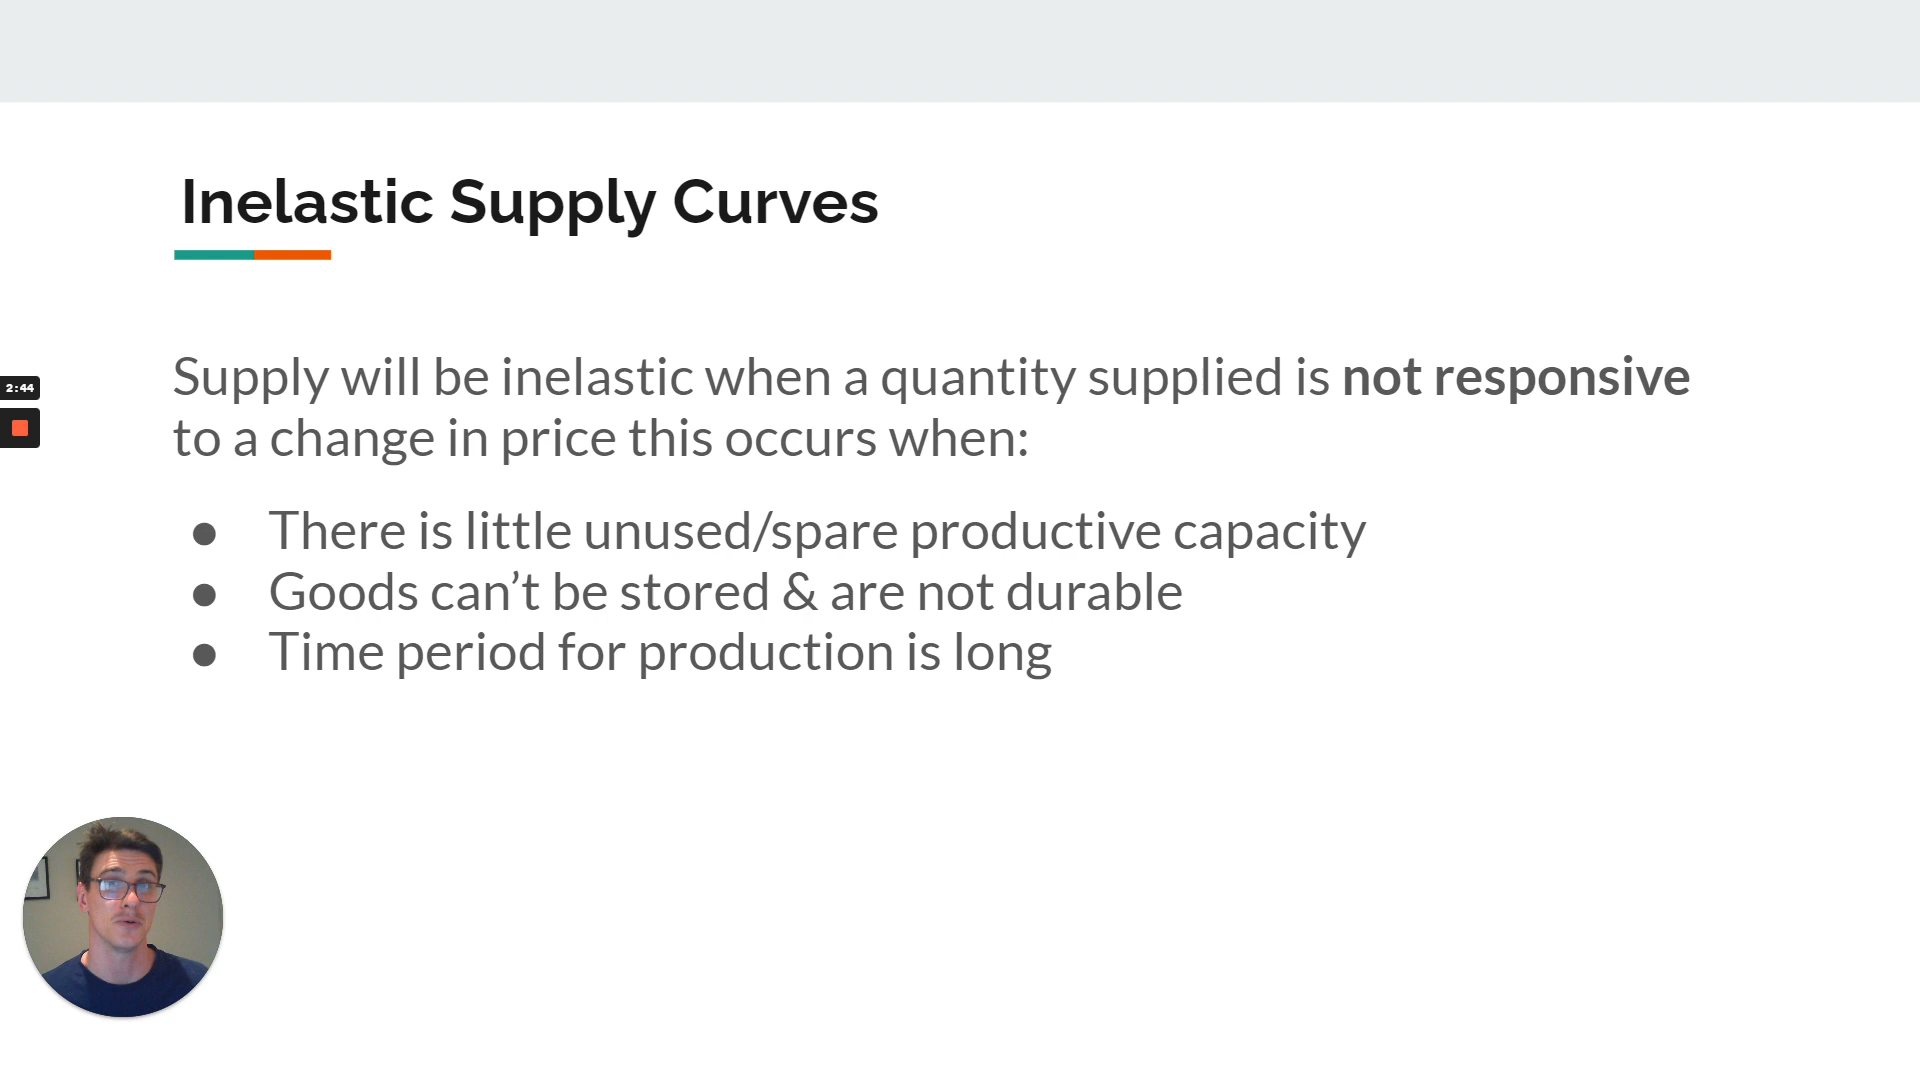 Inelastic Supply Curves
Supply will be inelastic when a quantity supplied is not responsive
to a change in price this occurs when:
● There is little unused/spare productive capacity
● Goods can’t be stored & are not durable
● Time period for production is long
2:44